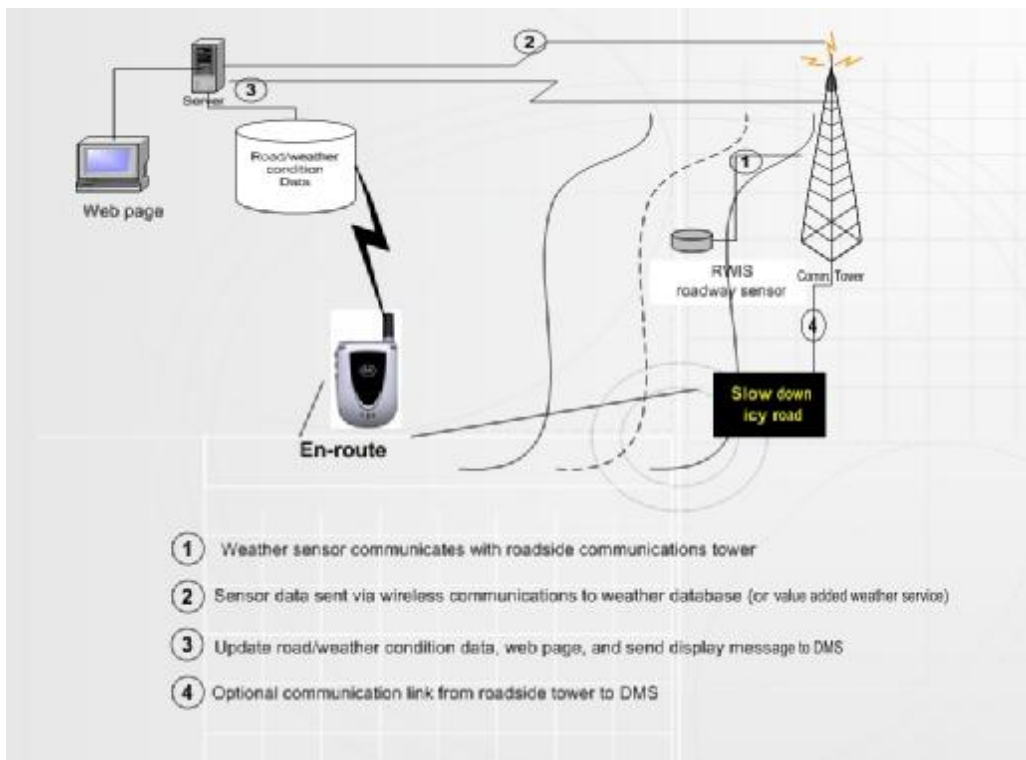 2
Server
3
Road/weather
condition
Data
Web page
1
RWIS
roadway sensor
Comm. Tower
4
Slow down
icy road
En-route
1 Weather sensor communicates with roadside communications tower
2 Sensor data sent via wireless communications to weather database (or value added weather service)
3 Update road/weather condition data, web page, and send display message to DMS
4 Optional communication link from roadside tower to DMS